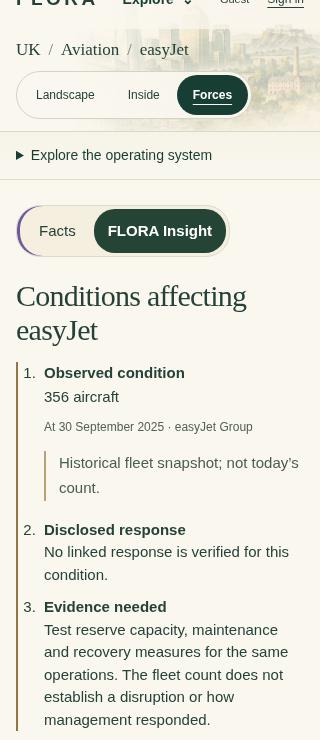 FLORA Explore Guest Sign in
UK / Aviation / easyJet
Landscape Inside Forces
Explore the operating system
Facts FLORA Insight
Conditions affecting
easyJet
1. Observed condition
356 aircraft
At 30 September 2025 · easyJet Group
Historical fleet snapshot; not today’s
count.
2. Disclosed response
No linked response is verified for this
condition.
3. Evidence needed
Test reserve capacity, maintenance
and recovery measures for the same
operations. The fleet count does not
establish a disruption or how
management responded.